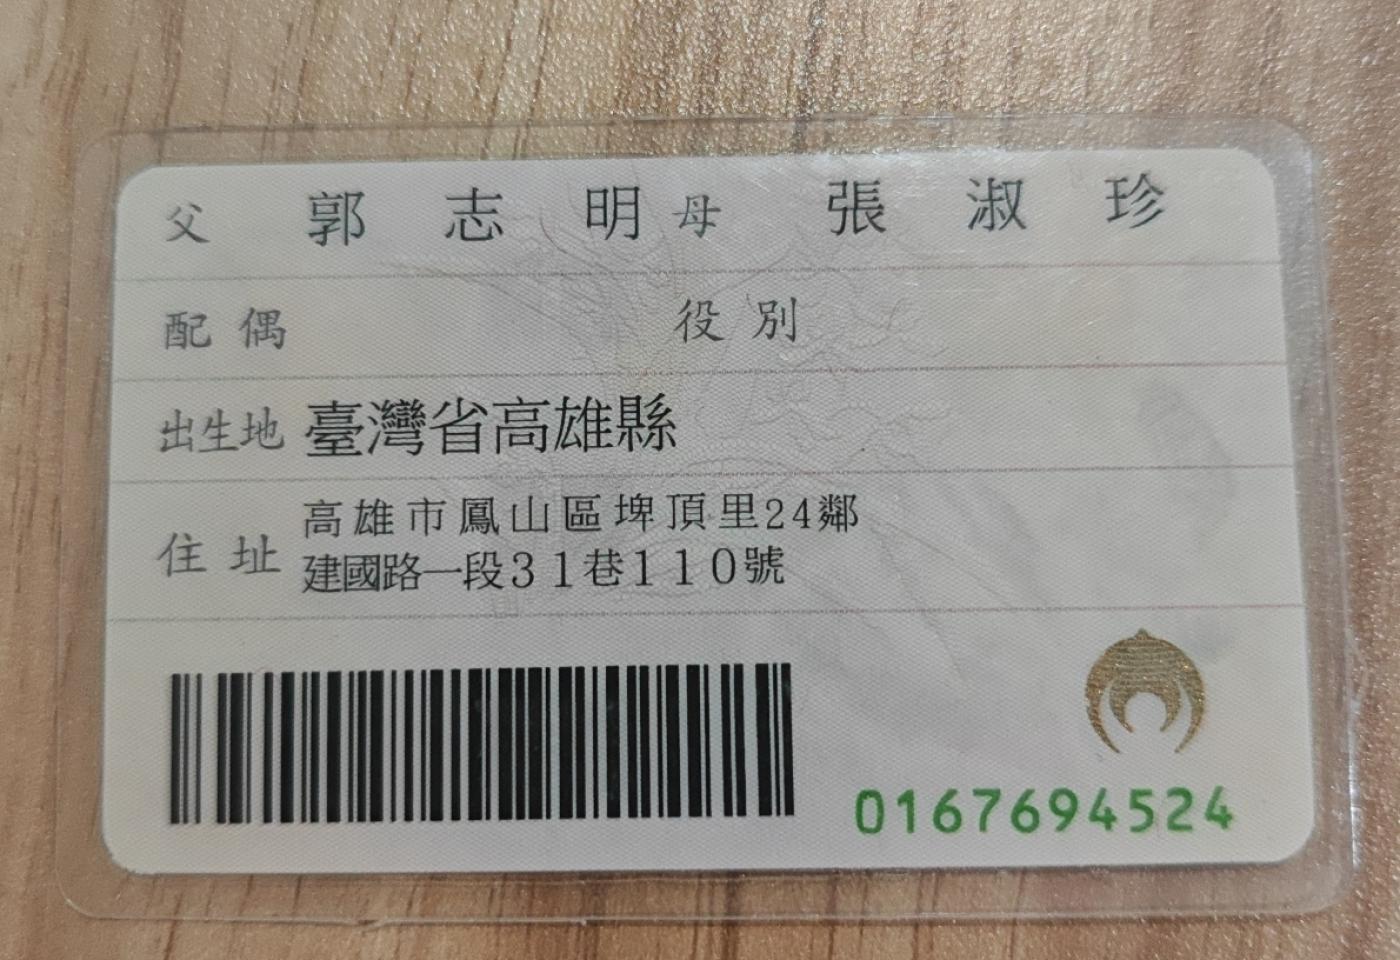 父 郭志明 母 張淑珍
配偶 役別
出生地 臺灣省高雄縣
住址 高雄市鳳山區埤頂里24鄰
建國路一段31巷110號
0167694524